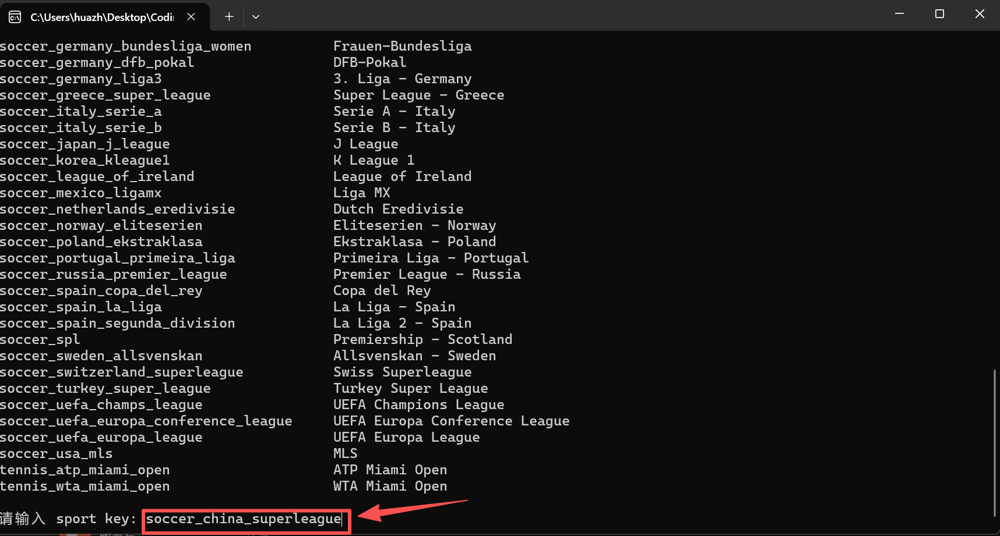 C:\Users\huazh\Desktop\Codi
soccer_germany_bundesliga_women Frauen-Bundesliga
soccer_germany_dfb_pokal DFB-Pokal
soccer_germany_liga3 3. Liga - Germany
soccer_greece_super_league Super League - Greece
soccer_italy_serie_a Serie A - Italy
soccer_italy_serie_b Serie B - Italy
soccer_japan_j_league J League
soccer_korea_kleague1 K League 1
soccer_league_of_ireland League of Ireland
soccer_mexico_ligamx Liga MX
soccer_netherlands_eredivisie Dutch Eredivisie
soccer_norway_eliteserien Eliteserien - Norway
soccer_poland_ekstraklasa Ekstraklasa - Poland
soccer_portugal_primeira_liga Primeira Liga - Portugal
soccer_russia_premier_league Premier League - Russia
soccer_spain_copa_del_rey Copa del Rey
soccer_spain_la_liga La Liga - Spain
soccer_spain_segunda_division La Liga 2 - Spain
soccer_spl Premiership - Scotland
soccer_sweden_allsvenskan Allsvenskan - Sweden
soccer_switzerland_superleague Swiss Superleague
soccer_turkey_super_league Turkey Super League
soccer_uefa_champs_league UEFA Champions League
soccer_uefa_europa_conference_league UEFA Europa Conference League
soccer_uefa_europa_league UEFA Europa League
soccer_usa_mls MLS
tennis_atp_miami_open ATP Miami Open
tennis_wta_miami_open WTA Miami Open
请输入 sport key: soccer_china_superleague